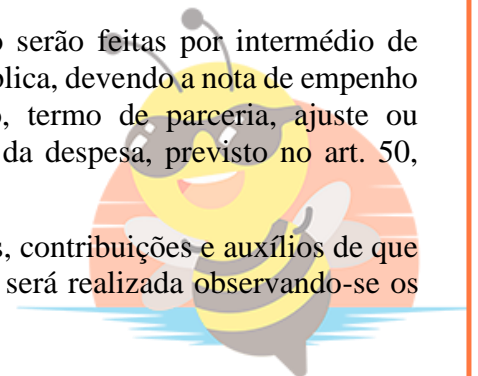 serão feitas por intermédio de
devendo a nota de empenho
termo de parceria, ajuste ou
da despesa, previsto no art. 50,
contribuições e auxílios de que
será realizada observando-se os